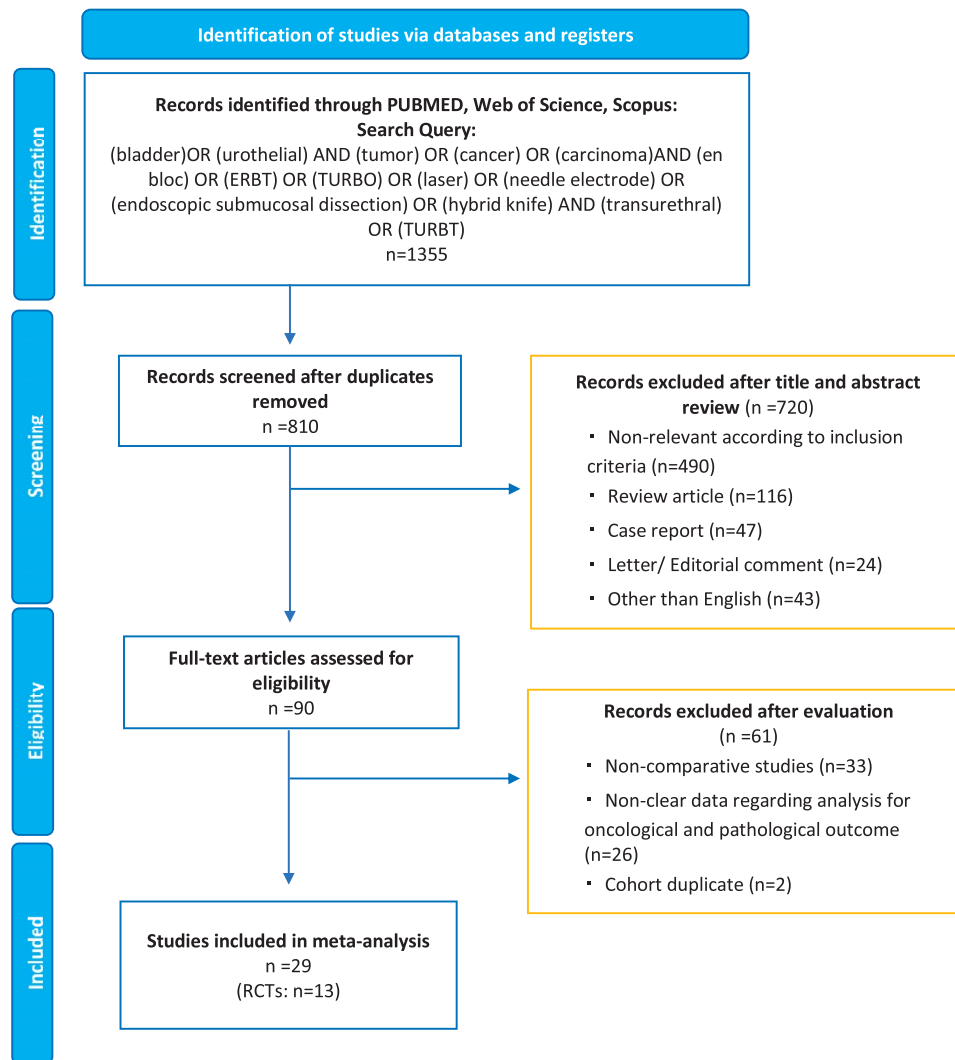 Identification of studies via databases and registers
Identification
Records identified through PUBMED, Web of Science, Scopus:
Search Query:
(bladder)OR (urothelial) AND (tumor) OR (cancer) OR (carcinoma)AND (en
bloc) OR (ERBT) OR (TURBO) OR (laser) OR (needle electrode) OR
(endoscopic submucosal dissection) OR (hybrid knife) AND (transurethral)
OR (TURBT)
n=1355
Screening
Records screened after duplicates
removed
n =810
Records excluded after title and abstract
review (n =720)
▪ Non-relevant according to inclusion
criteria (n=490)
▪ Review article (n=116)
▪ Case report (n=47)
▪ Letter/ Editorial comment (n=24)
▪ Other than English (n=43)
Eligibility
Full-text articles assessed for
eligibility
n =90
Records excluded after evaluation
(n =61)
▪ Non-comparative studies (n=33)
▪ Non-clear data regarding analysis for
oncological and pathological outcome
(n=26)
▪ Cohort duplicate (n=2)
Included
Studies included in meta-analysis
n =29
(RCTs: n=13)